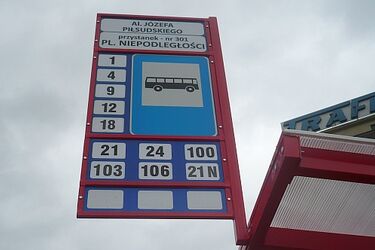 Al. JÓZEFA
PIŁSUDSKIEGO
przystanek - nr 301
PL. NIEPODLEGŁOŚCI
1
4
9
12
18
21 24 100
103 106 21N
TRAFI